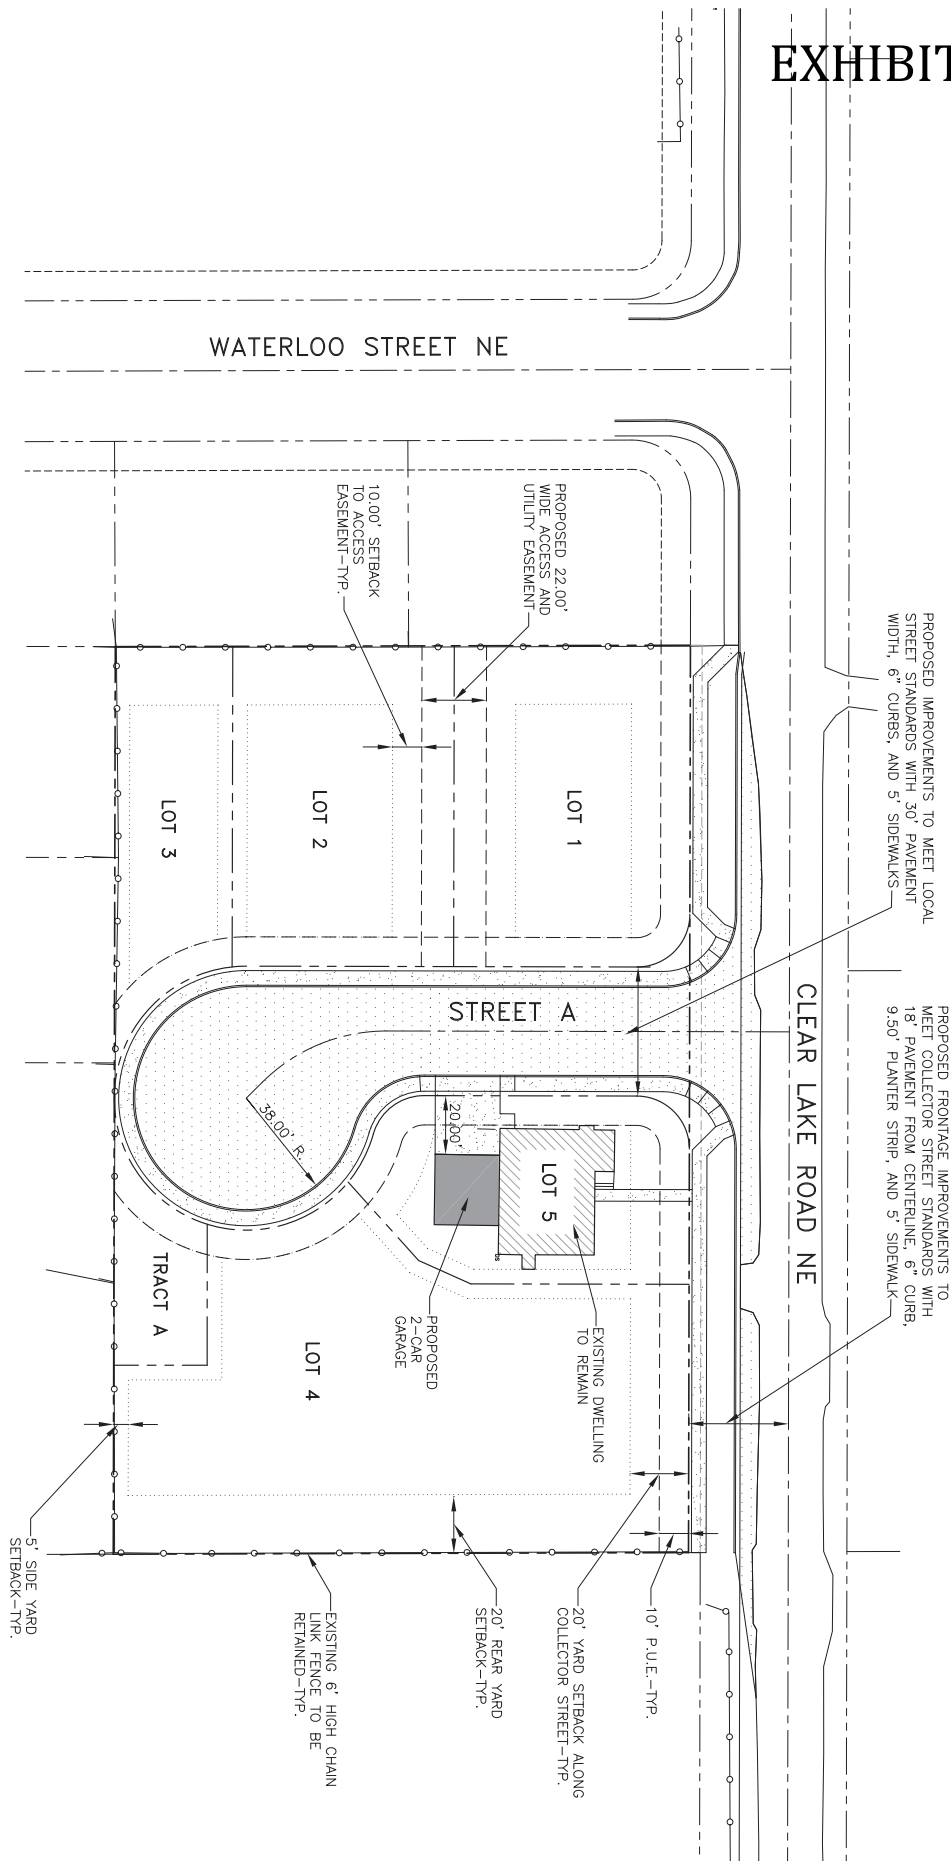 EXHIBIT
WATERLOO STREET NE
PROPOSED IMPROVEMENTS TO MEET LOCAL
STREET STANDARDS WITH 30' PAVEMENT
WIDTH, 6" CURBS, AND 5' SIDEWALKS
PROPOSED 22.00'
WIDE ACCESS AND
UTILITY EASEMENT
10.00' SETBACK
TO ACCESS
EASEMENT-TYP.
LOT 1
LOT 2
LOT 3
STREET A
CLEAR LAKE ROAD NE
PROPOSED FRONTAGE IMPROVEMENTS TO
MEET COLLECTOR STREET STANDARDS WITH
18' PAVEMENT FROM CENTERLINE, 6" CURB,
9.50' PLANTER STRIP, AND 5' SIDEWALK
38.00' R.
20.00'
LOT 5
TRACT A
LOT 4
PROPOSED
2-CAR
GARAGE
EXISTING DWELLING
TO REMAIN
10' P.U.E.-TYP.
20' YARD SETBACK ALONG
COLLECTOR STREET-TYP.
20' REAR YARD
SETBACK-TYP.
EXISTING 6' HIGH CHAIN
LINK FENCE TO BE
RETAINED-TYP.
5' SIDE YARD
SETBACK-TYP.